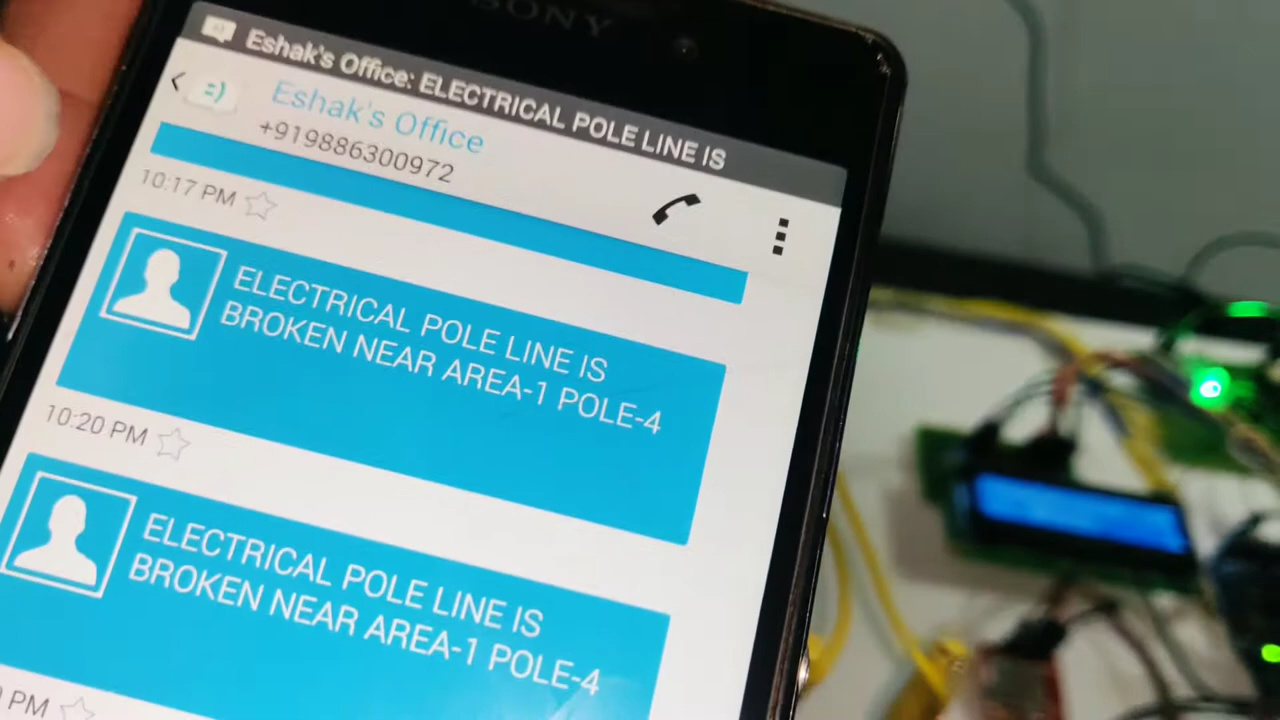 SONY
Eshak's Office: ELECTRICAL POLE LINE IS
Eshak's Office
+919886300972
10:17 PM
ELECTRICAL POLE LINE IS
BROKEN NEAR AREA-1 POLE-4
10:20 PM
ELECTRICAL POLE LINE IS
BROKEN NEAR AREA-1 POLE-4
PM